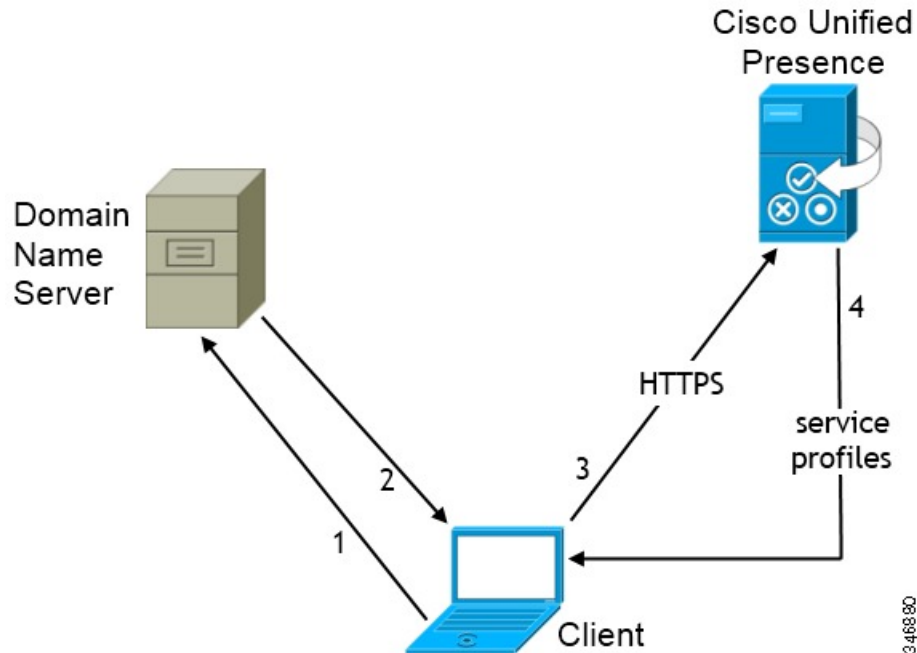 Cisco Unified
Presence
Domain
Name
Server
4
HTTPS
service
profiles
3
2
1
Client
346880